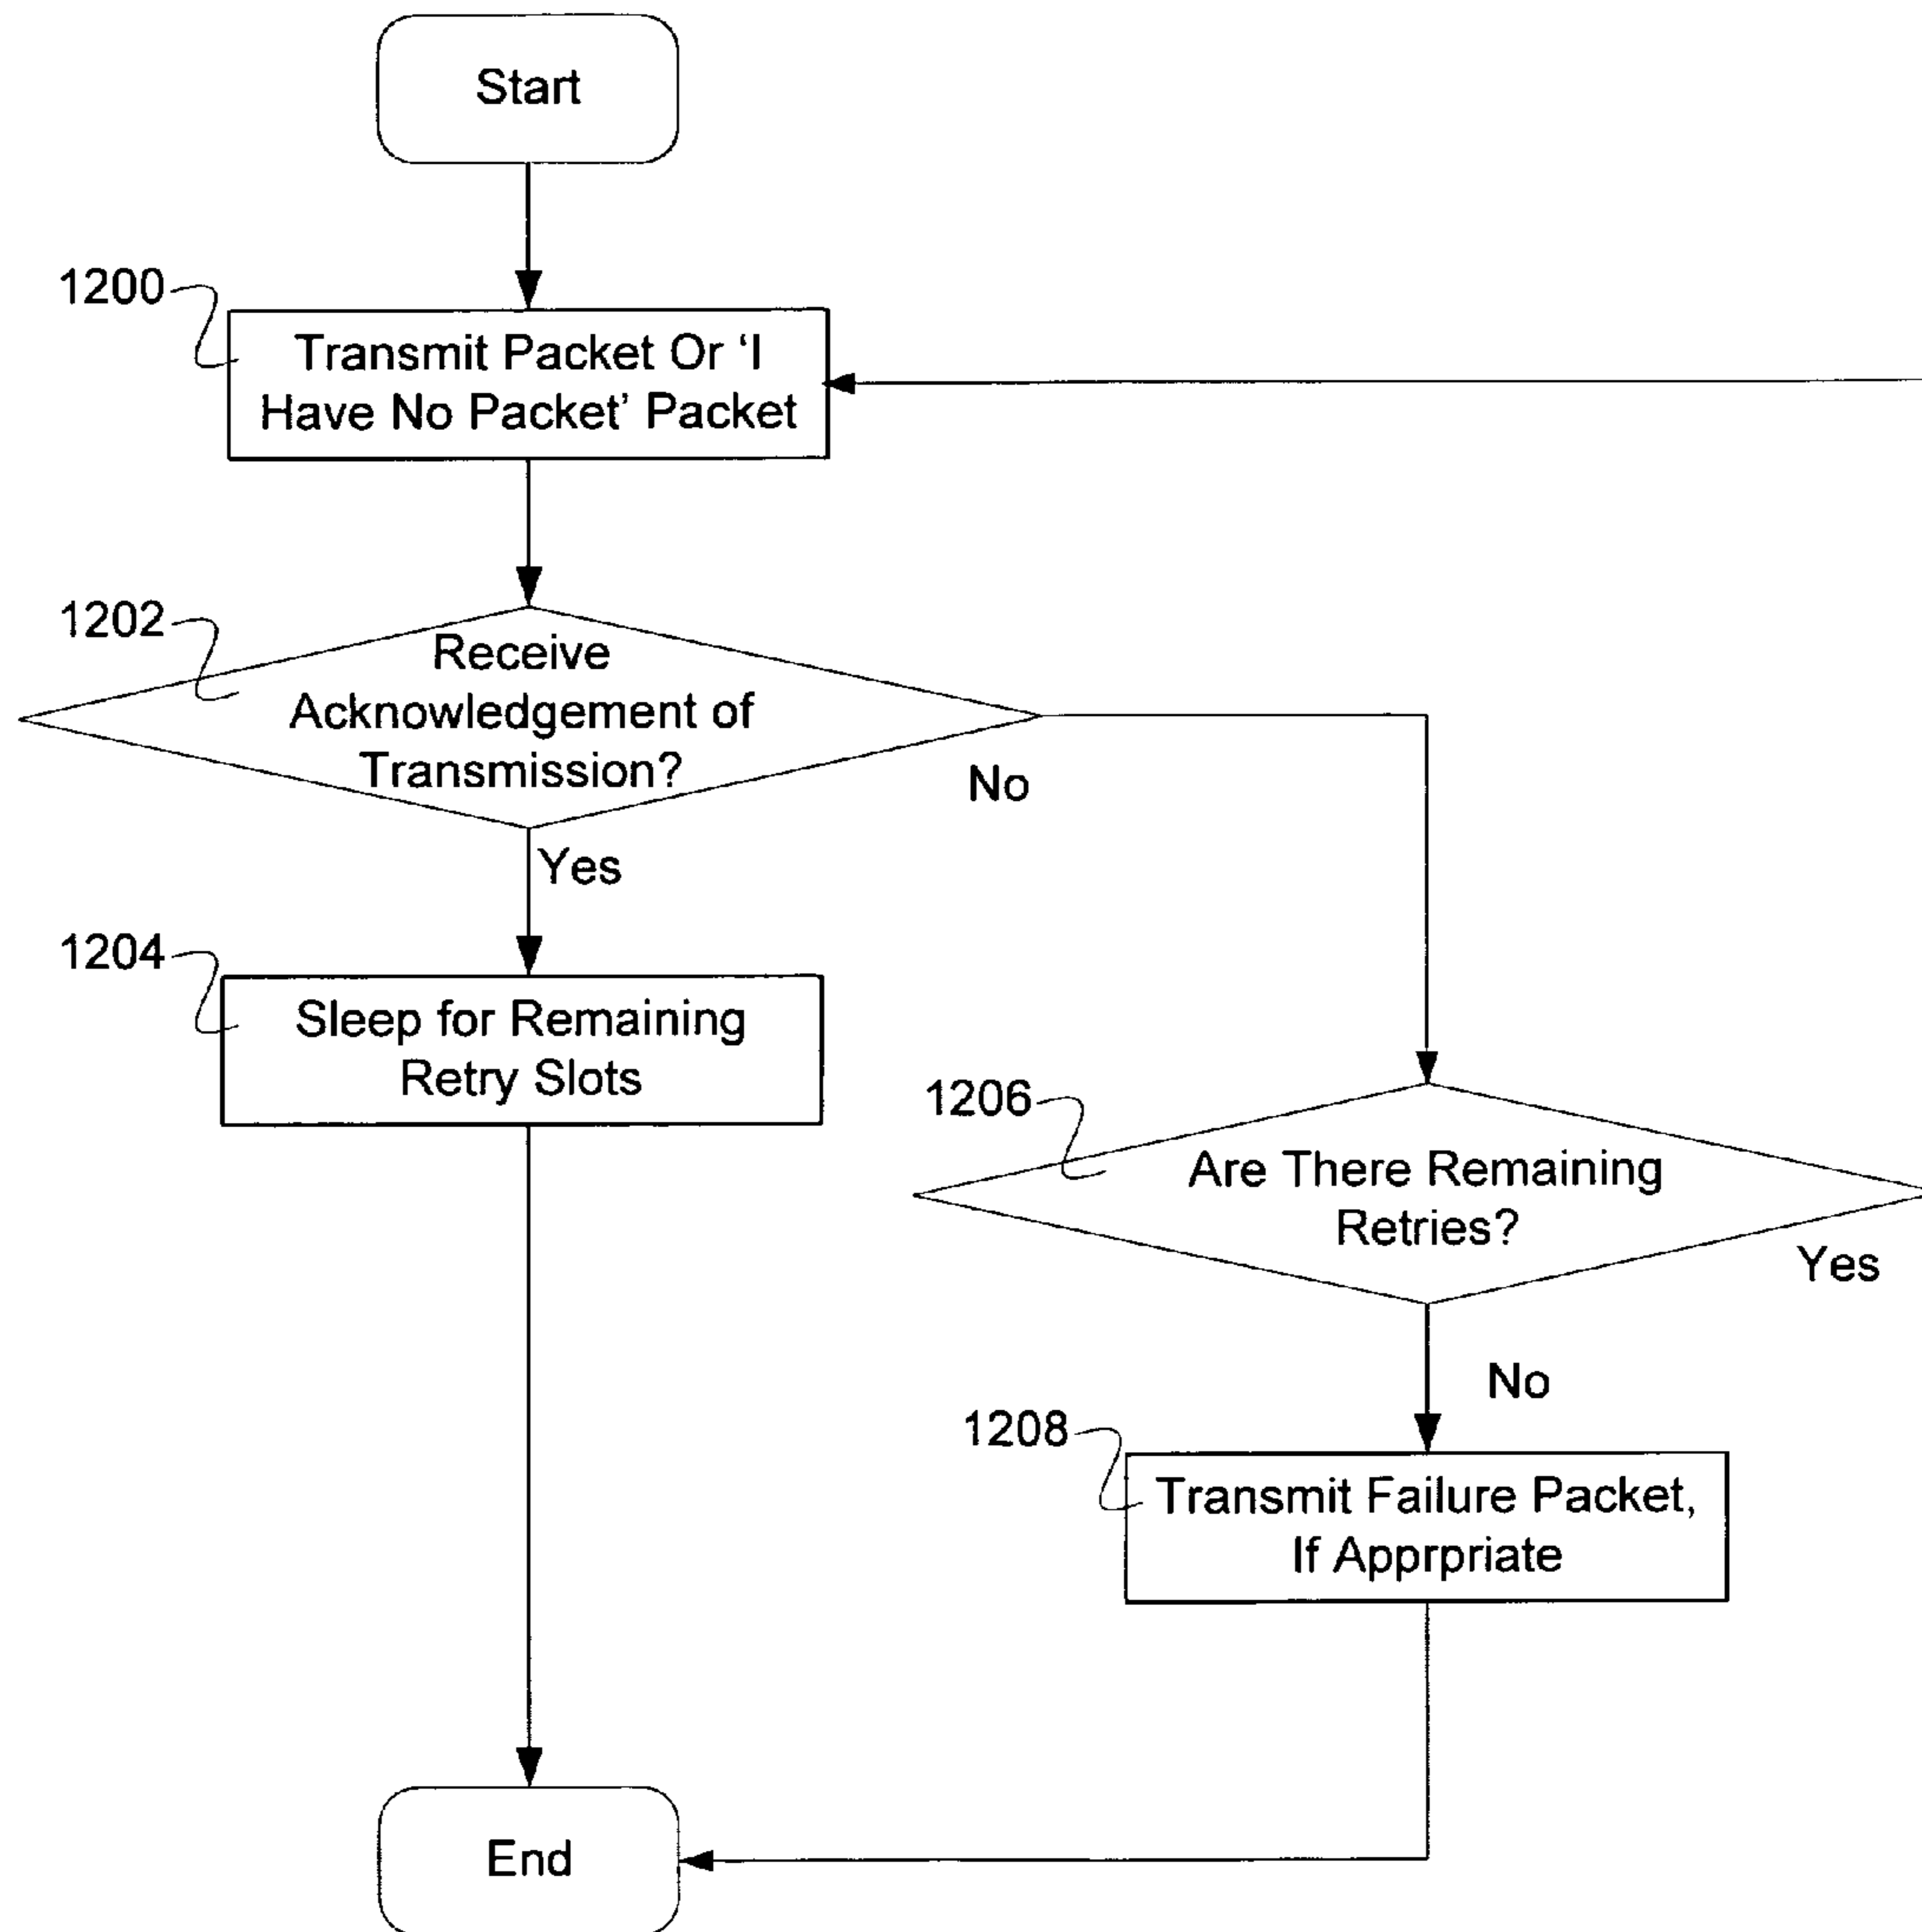 Start
1200
Transmit Packet Or ‘I
Have No Packet’ Packet
1202
Receive
Acknowledgement of
Transmission?
No
Yes
1204
Sleep for Remaining
Retry Slots
1206
Are There Remaining
Retries?
Yes
No
1208
Transmit Failure Packet,
If Apprpriate
End